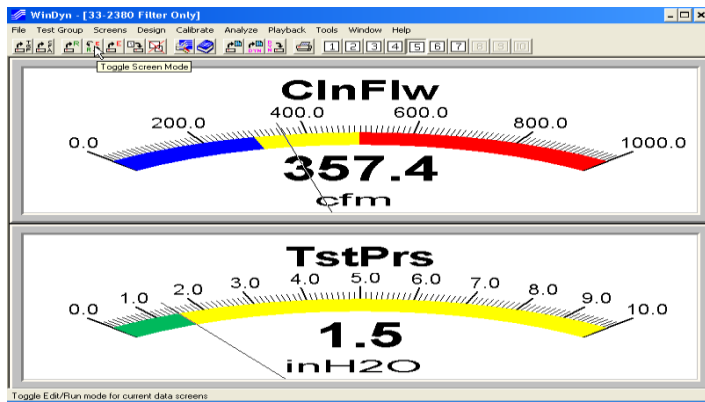 WinDyn - [33-2380 Filter Only]
File Test Group Screens Design Calibrate Analyze Playback Tools Window Help
1 2 3 4 5 6 7 8 9 10
Toggle Screen Mode
ClnFlw
0.0 200.0 400.0 600.0 800.0 1000.0
357.4
cfm
TstPrs
0.0 1.0 2.0 3.0 4.0 5.0 6.0 7.0 8.0 9.0 10.0
1.5
inH2O
Toggle Edit/Run mode for current data screens